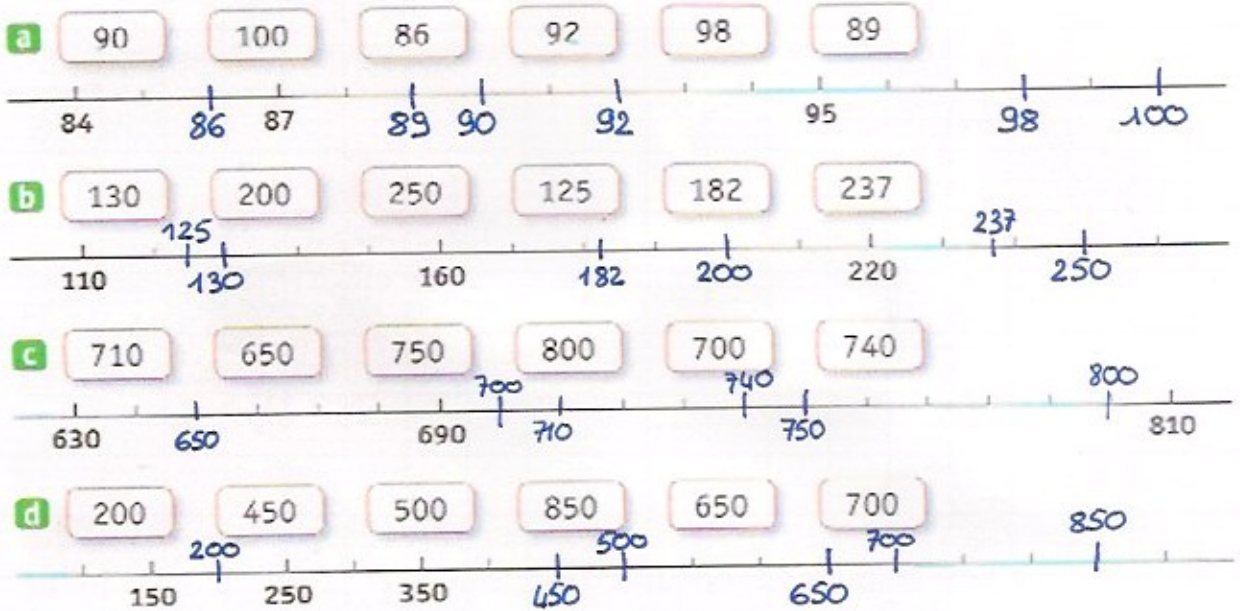 a 90 100 86 92 98 89
84 86 87 89 90 92 95 98 100
b 130 200 250 125 182 237
125 237
110 130 160 182 200 220 250
c 710 650 750 800 700 740
700 740 800
630 650 690 710 750 810
d 200 450 500 850 650 700
200 500 700 850
150 250 350 450 650